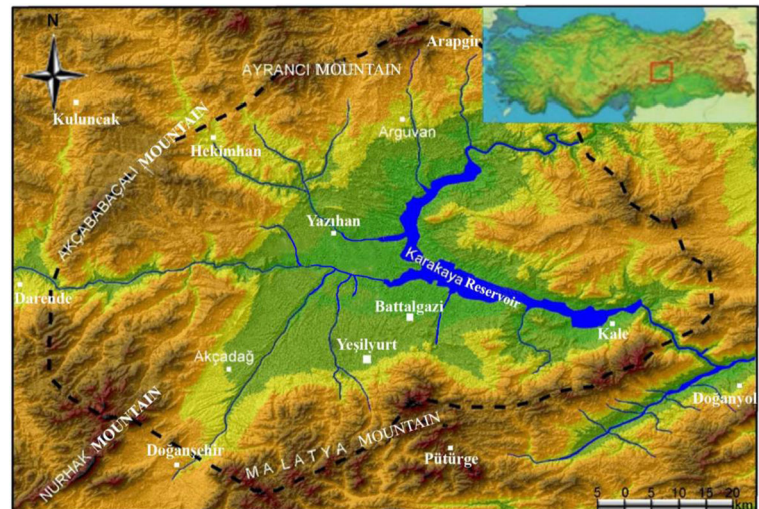 N
Arapgir
AYRANCI MOUNTAIN
Kuluncak
Arguvan
Hekimhan
AKÇABABAÇALI MOUNTAIN
Yazıhan
Karakaya Reservoir
Darende
Battalgazi
Kale
Yeşilyurt
Akçadağ
Doğanyol
NURHAK MOUNTAIN
Doğanşehir
MALATYA MOUNTAIN
Pütürge
5 0 5 10 15 20
km